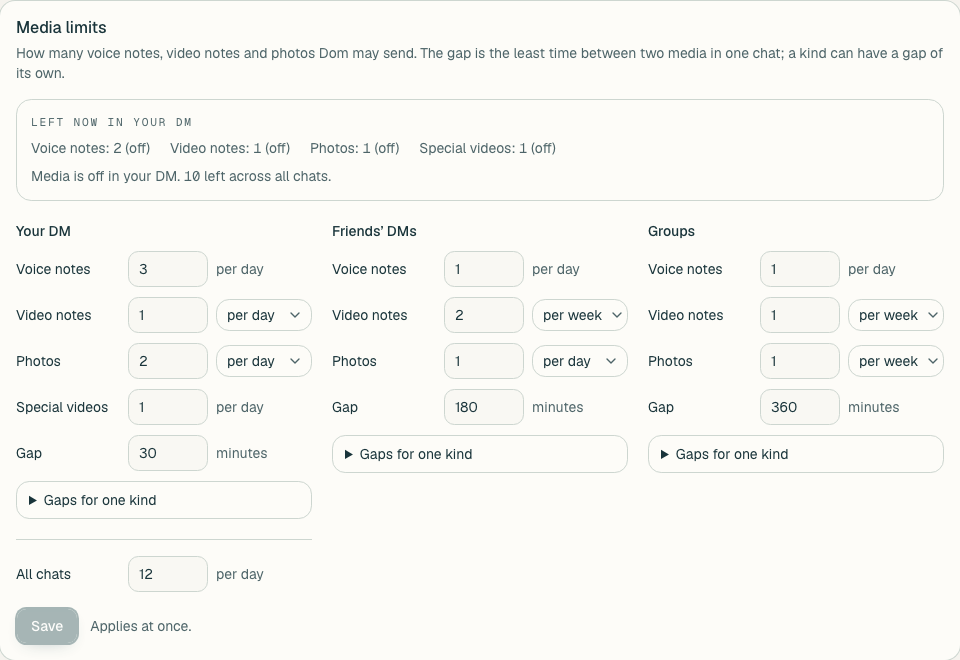 Media limits
How many voice notes, video notes and photos Dom may send. The gap is the least time between two media in one chat; a kind can have a gap of
its own.
LEFT NOW IN YOUR DM
Voice notes: 2 (off) Video notes: 1 (off) Photos: 1 (off) Special videos: 1 (off)
Media is off in your DM. 10 left across all chats.
Your DM
Voice notes 3 per day
Video notes 1 per day
Photos 2 per day
Special videos 1 per day
Gap 30 minutes
Gaps for one kind
All chats 12 per day
Friends’ DMs
Voice notes 1 per day
Video notes 2 per week
Photos 1 per day
Gap 180 minutes
Gaps for one kind
Groups
Voice notes 1 per day
Video notes 1 per week
Photos 1 per week
Gap 360 minutes
Gaps for one kind
Save Applies at once.